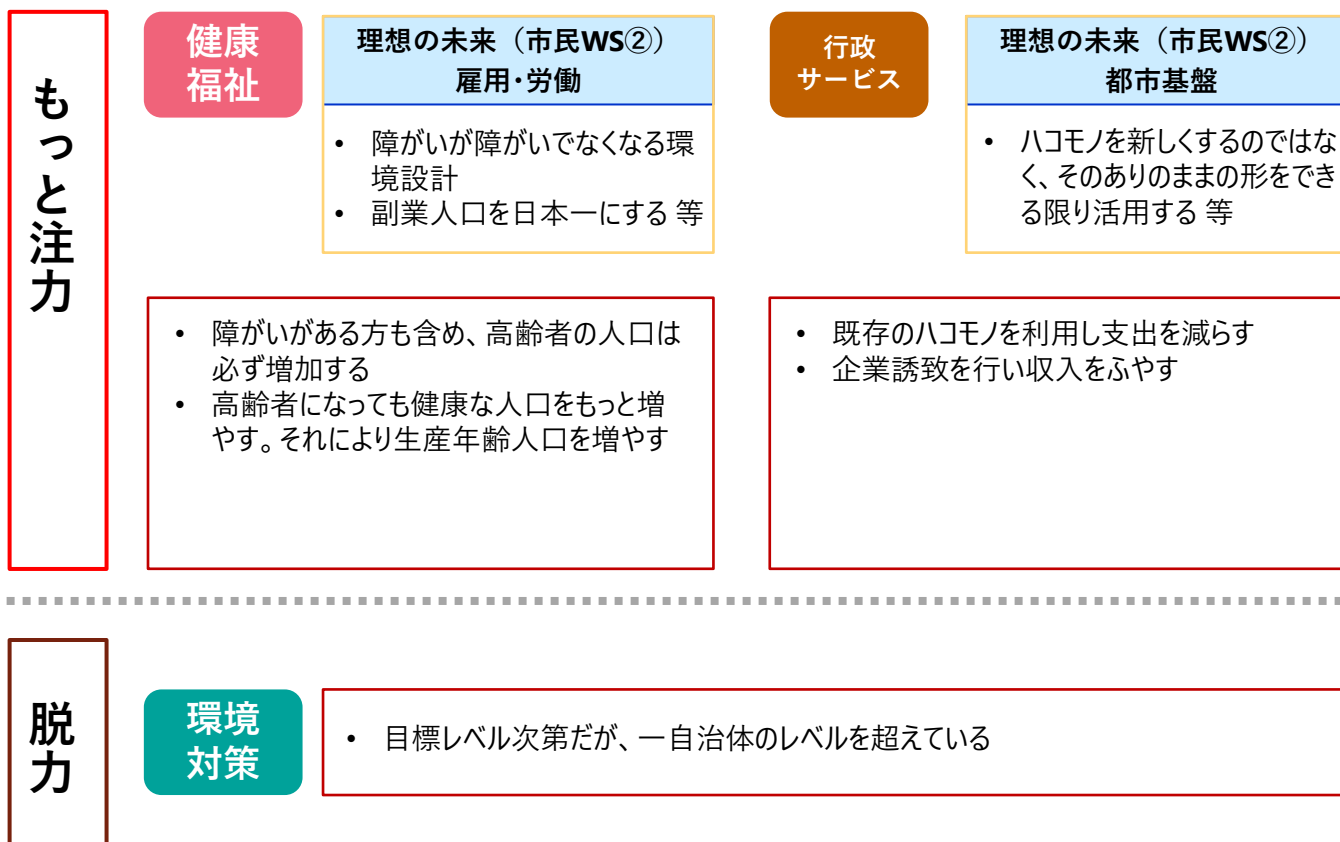 もっと注力
健康
福祉
理想の未来（市民WS②）
雇用・労働
• 障がいが障がいでなくなる環
境設計
• 副業人口を日本一にする 等
• 障がいがある方も含め、高齢者の人口は
必ず増加する
• 高齢者になっても健康な人口をもっと増
やす。それにより生産年齢人口を増やす
行政
サービス
理想の未来（市民WS②）
都市基盤
• ハコモノを新しくするのではな
く、そのありのままの形をでき
る限り活用する 等
• 既存のハコモノを利用し支出を減らす
• 企業誘致を行い収入をふやす
脱力
環境
対策
• 目標レベル次第だが、一自治体のレベルを超えている